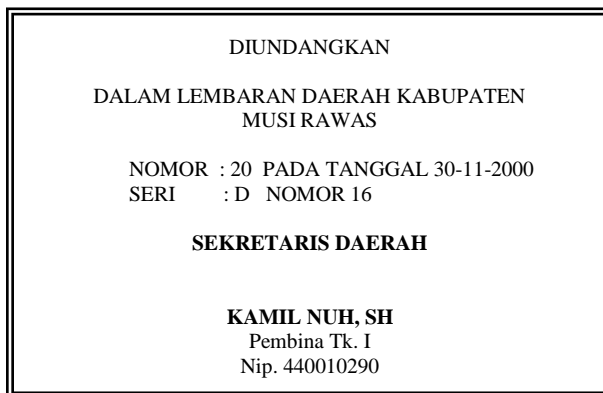 DIUNDANGKAN
DALAM LEMBARAN DAERAH KABUPATEN
MUSI RAWAS
NOMOR : 20 PADA TANGGAL 30-11-2000
SERI : D NOMOR 16
SEKRETARIS DAERAH
KAMIL NUH, SH
Pembina Tk. I
Nip. 440010290